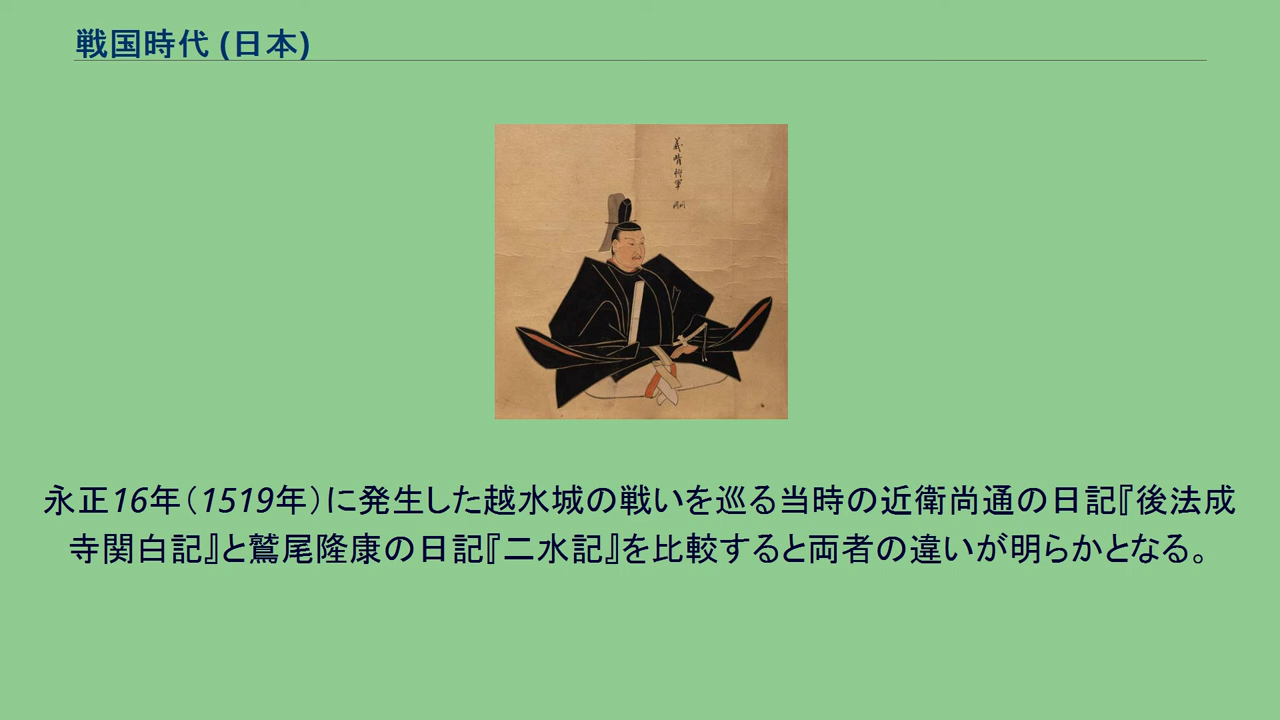 戦国時代 (日本)
義晴将軍
永正16年（1519年）に発生した越水城の戦いを巡る当時の近衛尚通の日記『後法成
寺関白記』と鷲尾隆康の日記『二水記』を比較すると両者の違いが明らかとなる。